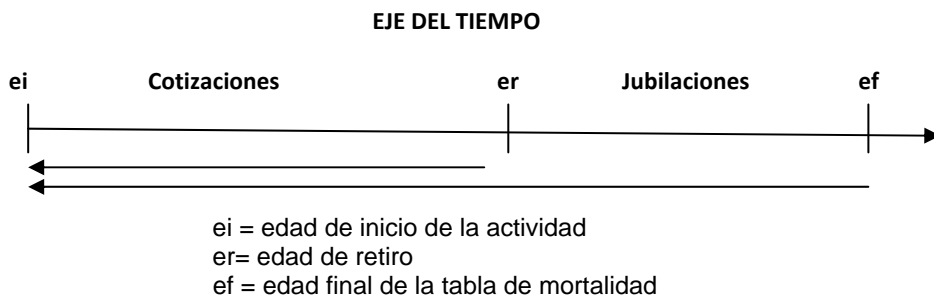 EJE DEL TIEMPO
ei Cotizaciones er Jubilaciones ef
ei = edad de inicio de la actividad
er= edad de retiro
ef = edad final de la tabla de mortalidad